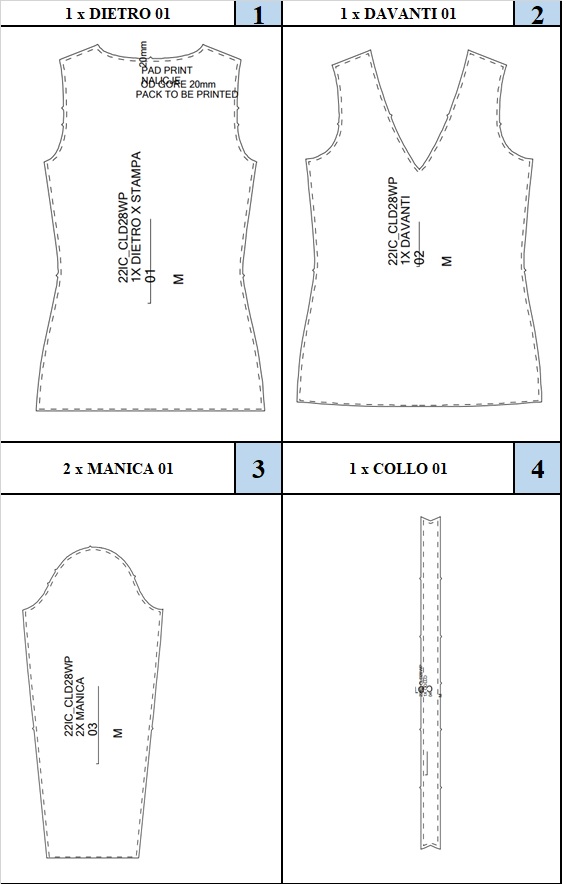 1 x DIETRO 01
1
20mm
PAD PRINT
NALICJE
OD GORE 20mm
PACK TO BE PRINTED
22IC_CLD28WP
1X DIETRO X STAMPA
01
M
1 x DAVANTI 01
2
22IC_CLD28WP
1X DAVANTI
02
M
2 x MANICA 01
3
22IC_CLD28WP
2X MANICA
03
M
1 x COLLO 01
4